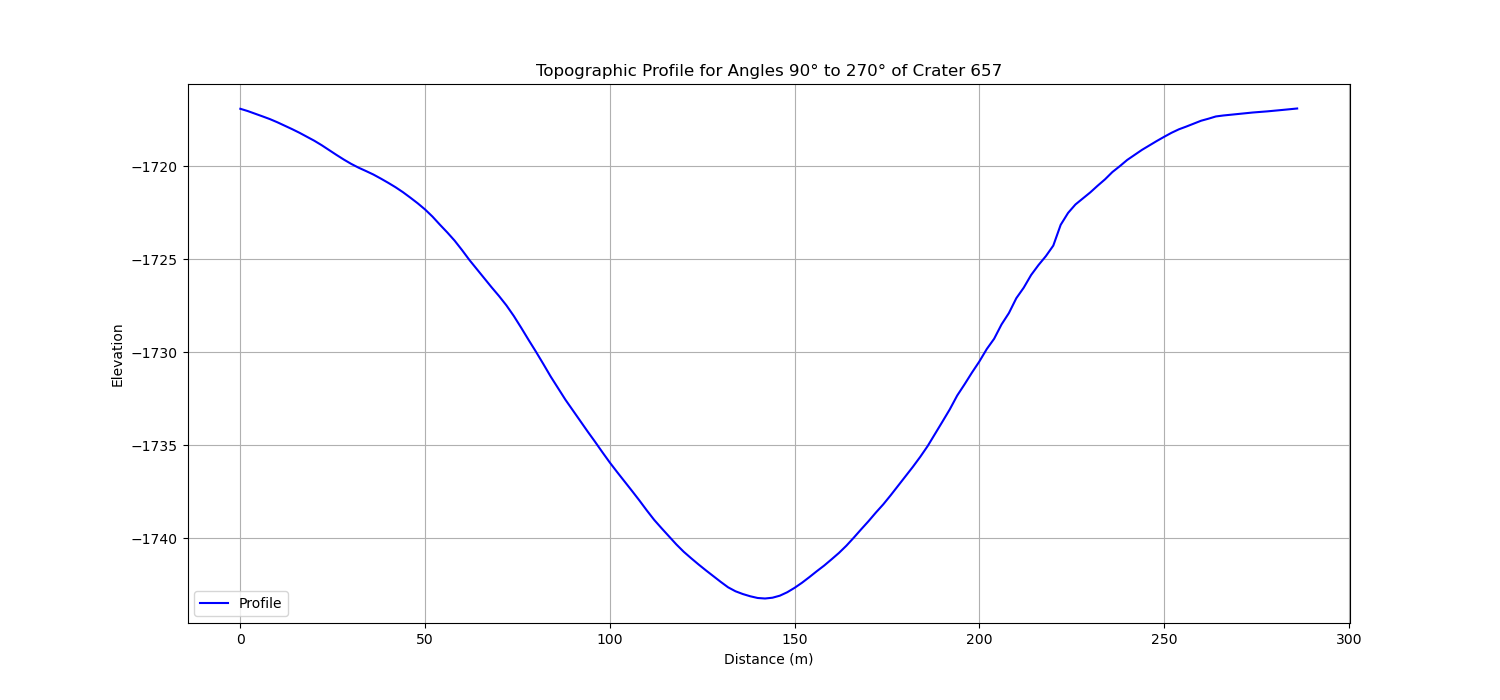 Topographic Profile for Angles 90° to 270° of Crater 657
Elevation
−1720
−1725
−1730
−1735
−1740
Profile
0 50 100 150 200 250 300
Distance (m)